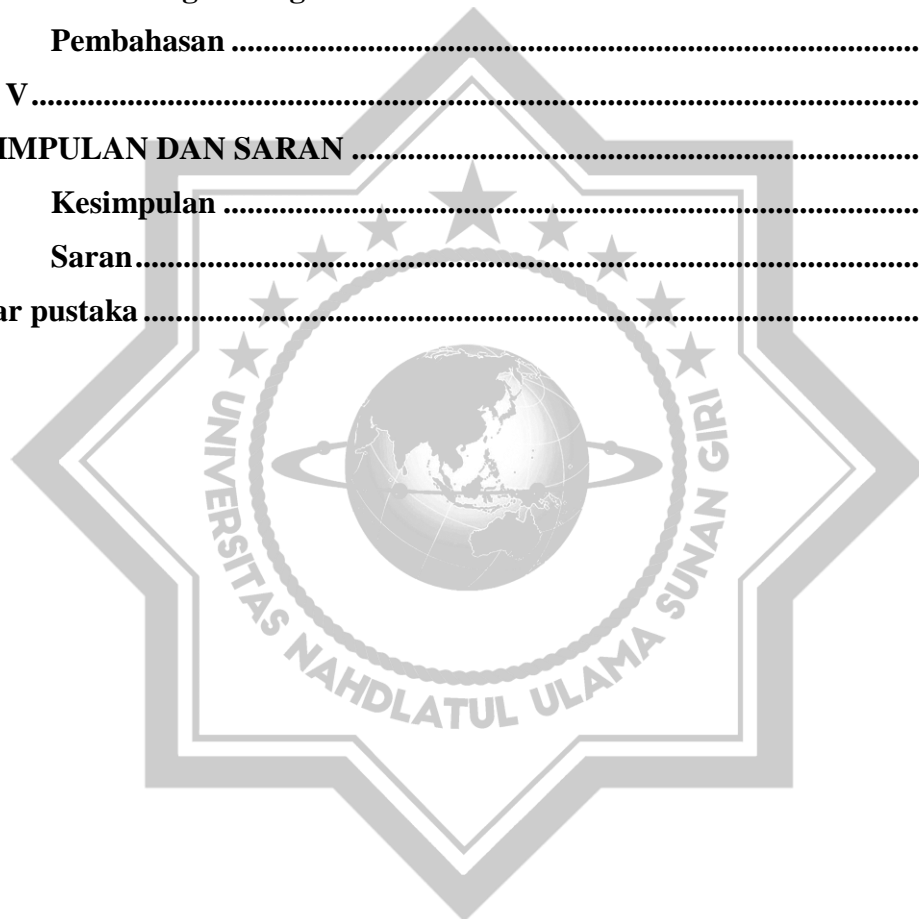 Pembahasan ........................................................................................
V ........................................................................................
IMPULAN DAN SARAN ........................................................................................
Kesimpulan ........................................................................................
Saran ........................................................................................
ar pustaka ........................................................................................
UNIVERSITAS NAHDLATUL ULAMA SUNAN GIRI